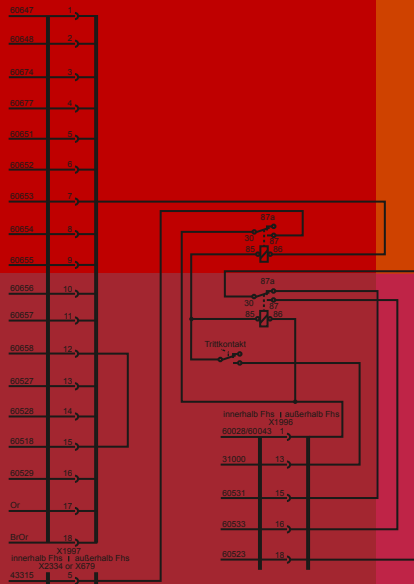 60647 1
60648 2
60674 3
60677 4
60651 5
60652 6
60653 7
60654 8
60655 9
60656 10
60657 11
60658 12
60527 13
60528 14
60518 15
60529 16
Or 17
BrOr 18
X1997
innerhalb Fhs I außerhalb Fhs
X2334 or X679
43315 5
87a
30 87
85 86
87a
30 87
85 86
Trittkontakt
innerhalb Fhs I außerhalb Fhs
X1996
60028/60043 1
31000 13
60531 15
60533 16
60523 18